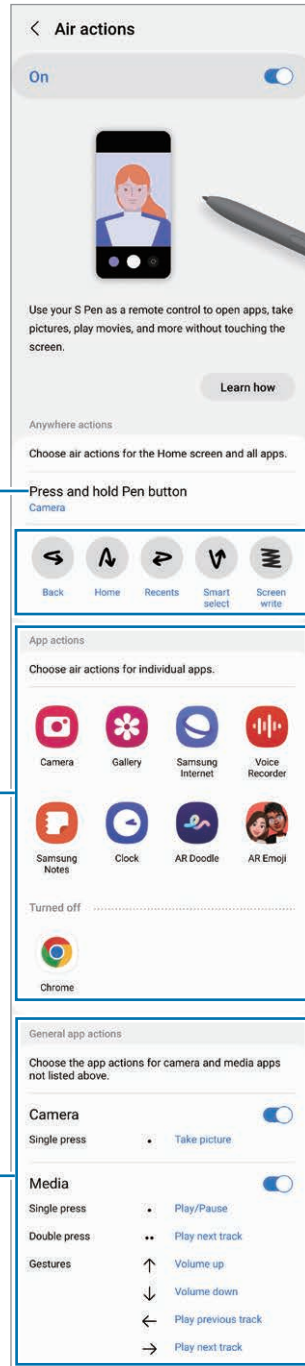 Air actions
On
Use your S Pen as a remote control to open apps, take
pictures, play movies, and more without touching the
screen.
Learn how
Anywhere actions
Choose air actions for the Home screen and all apps.
Press and hold Pen button
Camera
Back Home Recents Smart select Screen write
App actions
Choose air actions for individual apps.
Camera Gallery Samsung Internet Voice Recorder
Samsung Notes Clock AR Doodle AR Emoji
Turned off
Chrome
General app actions
Choose the app actions for camera and media apps
not listed above.
Camera
Single press Take picture
Media
Single press Play/Pause
Double press Play next track
Gestures ↑ Volume up
↓ Volume down
← Play previous track
→ Play next track